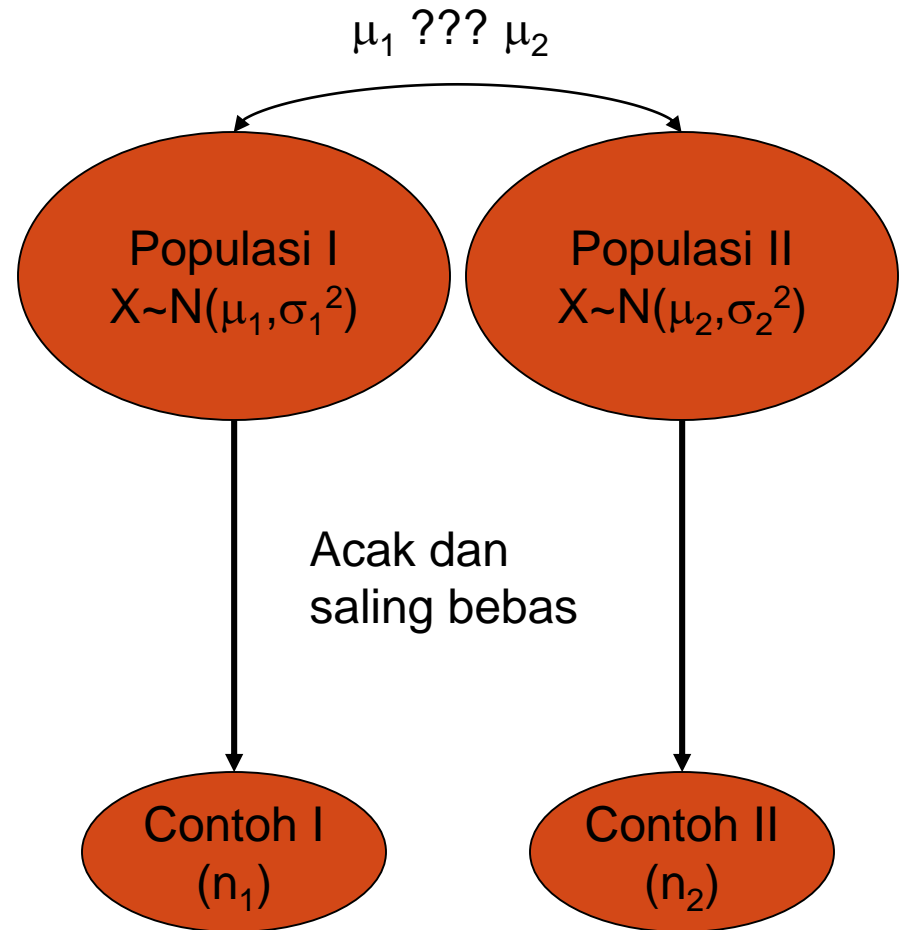 μ₁ ??? μ₂
Populasi I
X~N(μ₁,σ₁²)
Populasi II
X~N(μ₂,σ₂²)
Acak dan
saling bebas
Contoh I
(n₁)
Contoh II
(n₂)